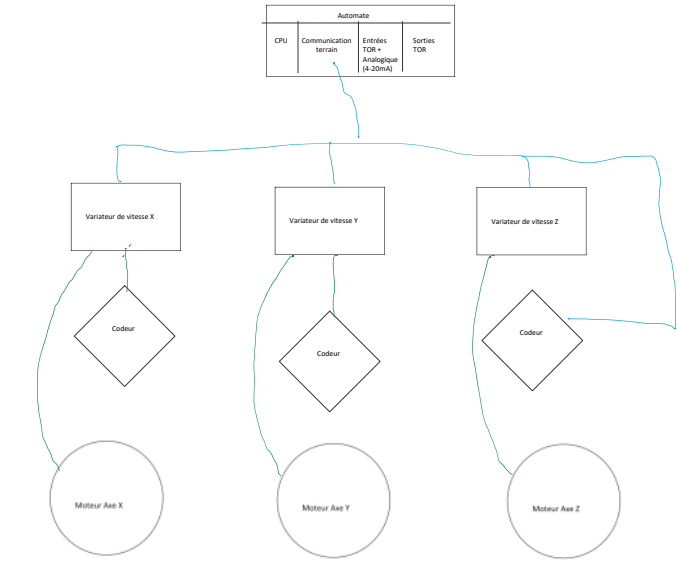 Automate
CPU
Communication
terrain
Entrées
TOR +
Analogique
(4-20mA)
Sorties
TOR
Variateur de vitesse X
Variateur de vitesse Y
Variateur de vitesse Z
Codeur
Codeur
Codeur
Moteur Axe X
Moteur Axe Y
Moteur Axe Z